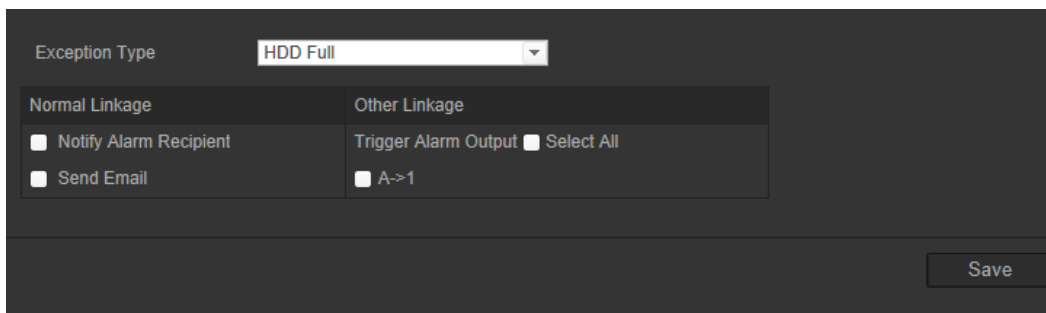 Exception Type HDD Full
Normal Linkage Other Linkage
Notify Alarm Recipient Trigger Alarm Output Select All
Send Email A->1
Save